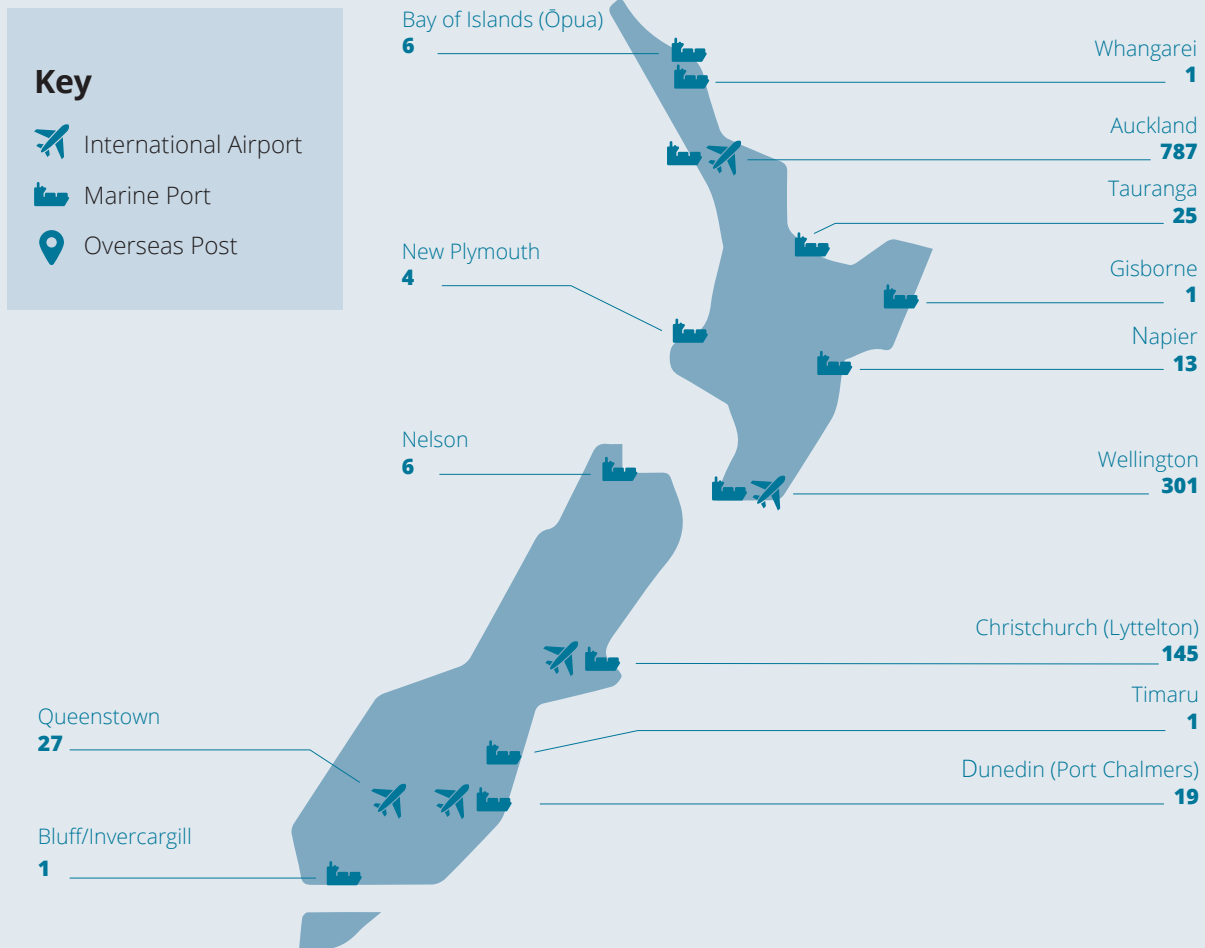 Key
International Airport
Marine Port
Overseas Post
Bay of Islands (Ōpua)
6
Whangarei
1
Auckland
787
Tauranga
25
New Plymouth
4
Gisborne
1
Napier
13
Nelson
6
Wellington
301
Christchurch (Lyttelton)
145
Timaru
1
Queenstown
27
Dunedin (Port Chalmers)
19
Bluff/Invercargill
1